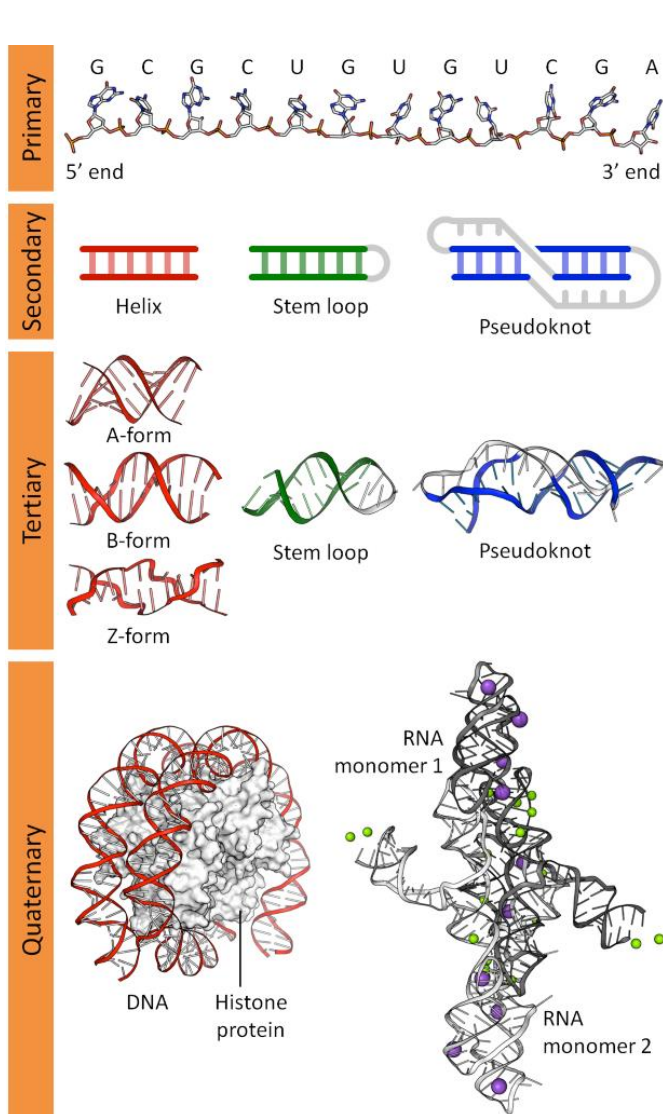 Primary
G C G C U G U G U C G A
5’ end
3’ end
Secondary
Helix
Stem loop
Pseudoknot
Tertiary
A-form
B-form
Z-form
Stem loop
Pseudoknot
Quaternary
DNA
Histone
protein
RNA
monomer 1
RNA
monomer 2